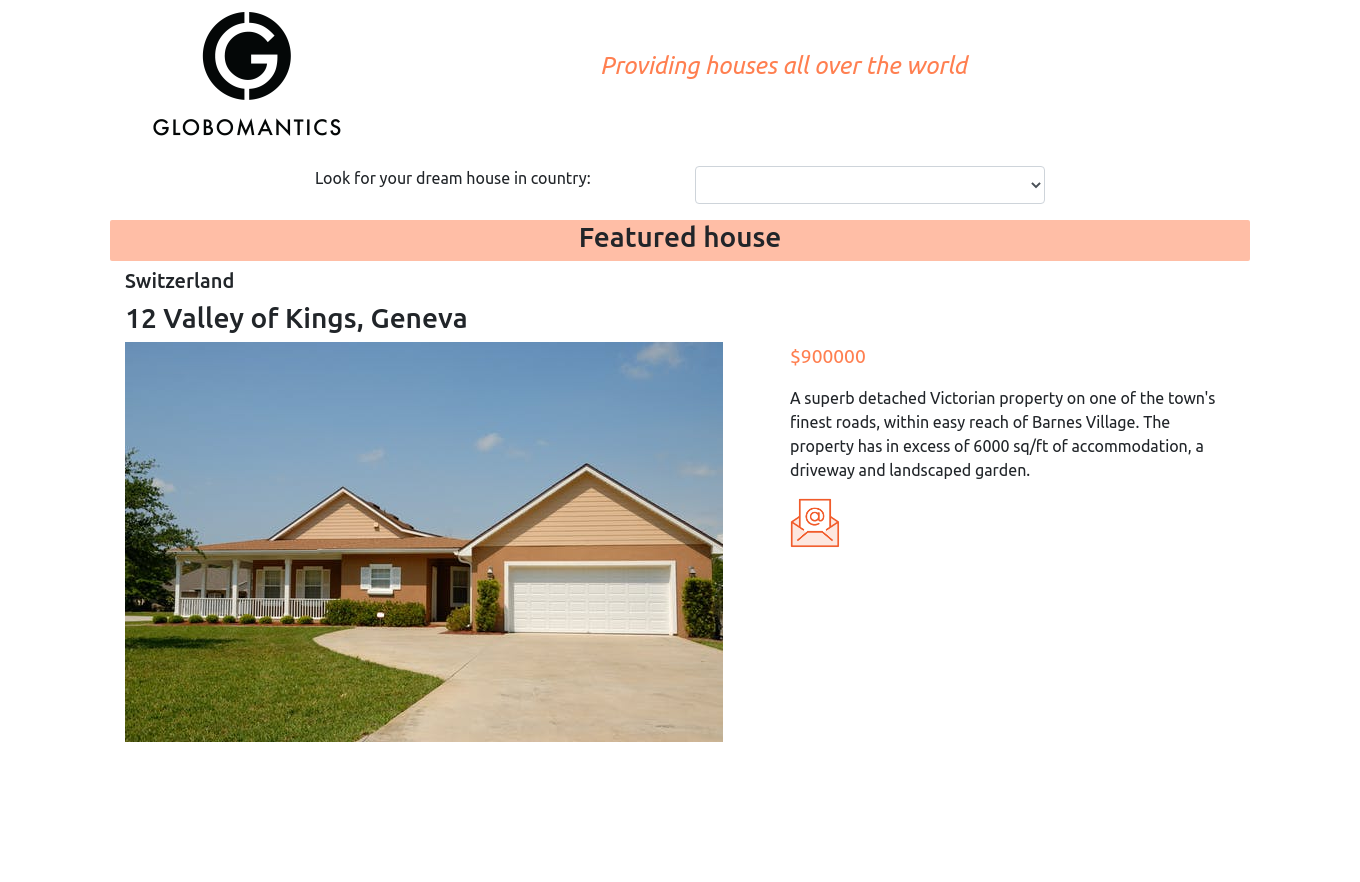 GLOBOMANTICS
Providing houses all over the world
Look for your dream house in country:
Featured house
Switzerland
12 Valley of Kings, Geneva
$900000
A superb detached Victorian property on one of the town's
finest roads, within easy reach of Barnes Village. The
property has in excess of 6000 sq/ft of accommodation, a
driveway and landscaped garden.
@